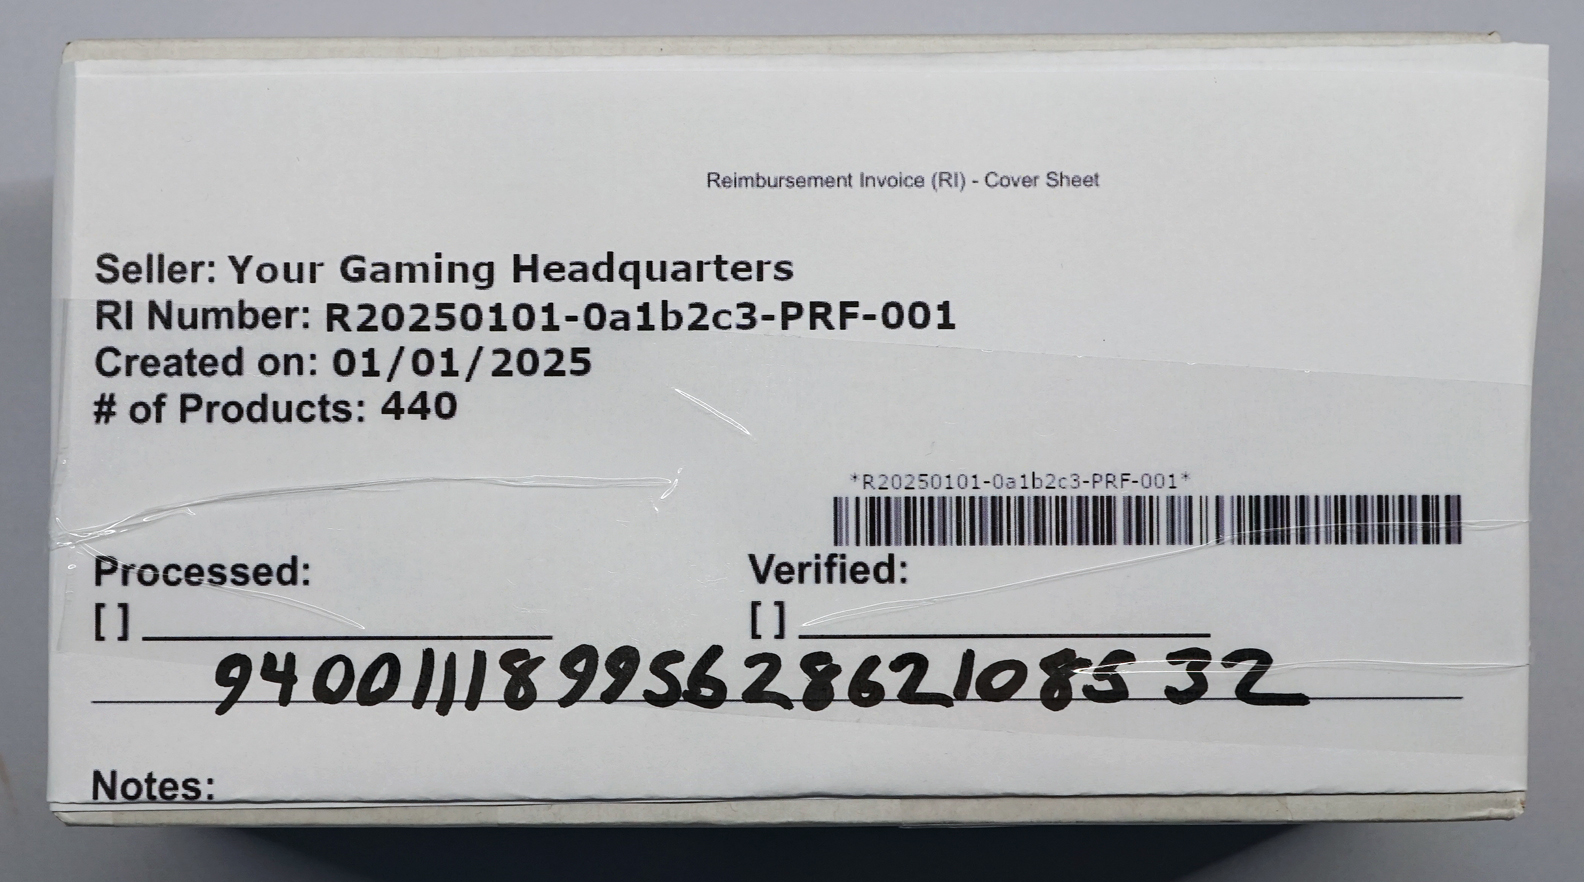 Reimbursement Invoice (RI) - Cover Sheet
Seller: Your Gaming Headquarters
RI Number: R20250101-0a1b2c3-PRF-001
Created on: 01/01/2025
# of Products: 440
*R20250101-0a1b2c3-PRF-001*
Processed: Verified:
[ ] [ ]
9400111899562862108532
Notes: